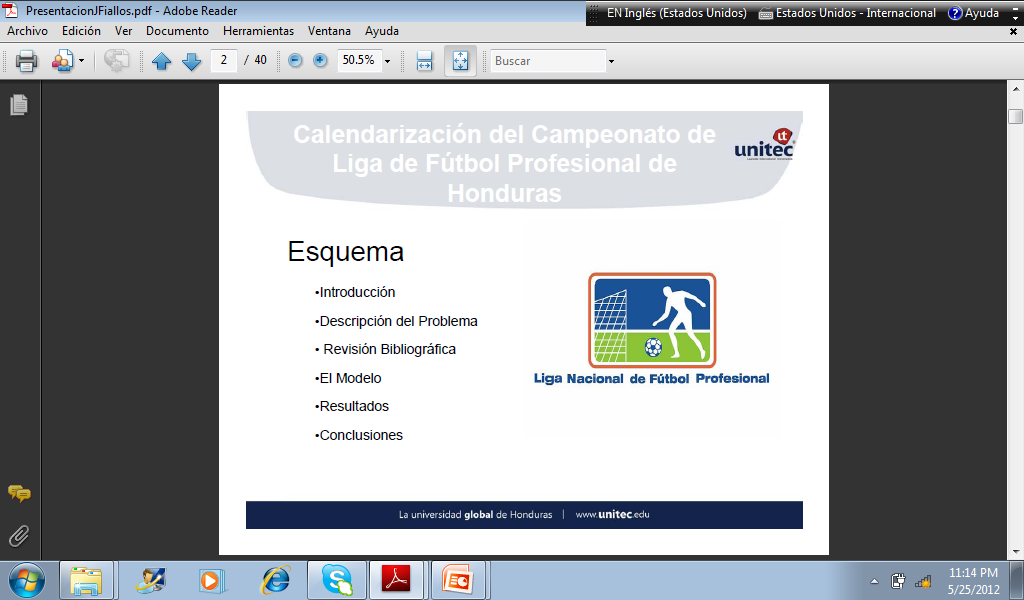 PresentacionJFiallos.pdf - Adobe Reader
EN Inglés (Estados Unidos) Estados Unidos - Internacional Ayuda
Archivo Edición Ver Documento Herramientas Ventana Ayuda
2 / 40 50.5% Buscar
Calendarización del Campeonato de
Liga de Fútbol Profesional de
Honduras
ut
unitec
Esquema
•Introducción
•Descripción del Problema
• Revisión Bibliográfica
•El Modelo
•Resultados
•Conclusiones
Liga Nacional de Fútbol Profesional
La universidad global de Honduras | www.unitec.edu
11:14 PM
5/25/2012